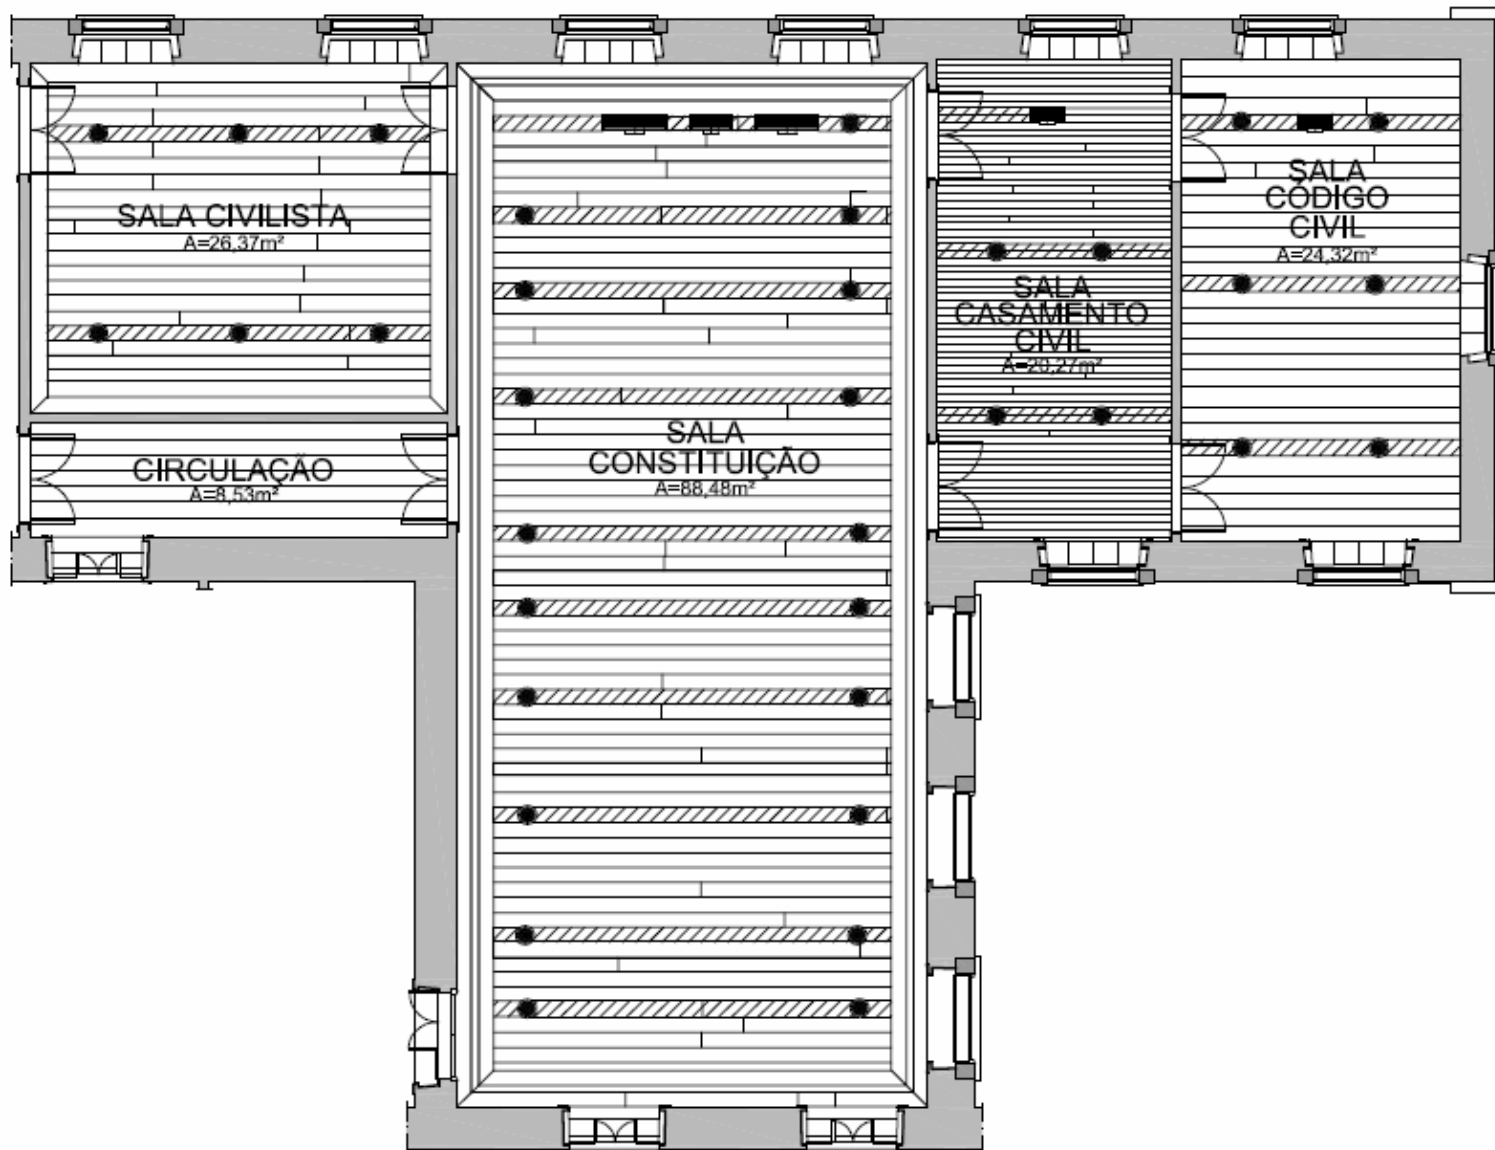 SALA CIVILISTA
A=26,37m²
CIRCULAÇÃO
A=8,53m²
SALA
CONSTITUIÇÃO
A=88,48m²
SALA
CASAMENTO
CIVIL
A=20,27m²
SALA
CÓDIGO
CIVIL
A=24,32m²